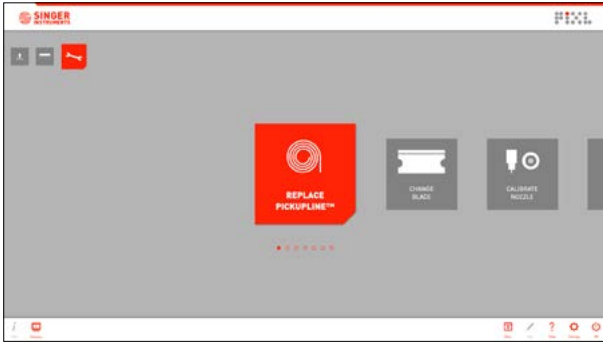 SINGER
INSTRUMENTS
PIXL
REPLACE
PICKUPLINE™
CHANGE
BLADE
CALIBRATE
NOZZLE
?